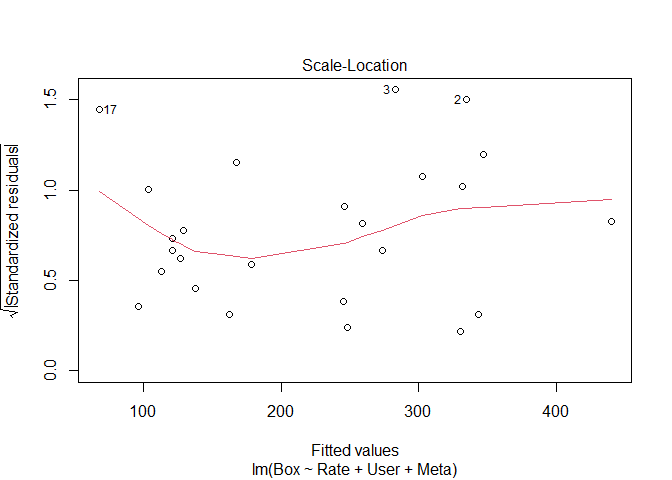 Scale-Location
√|Standardized residuals|
1.5
1.0
0.5
0.0
17
3
2
100
200
300
400
Fitted values
lm(Box ~ Rate + User + Meta)